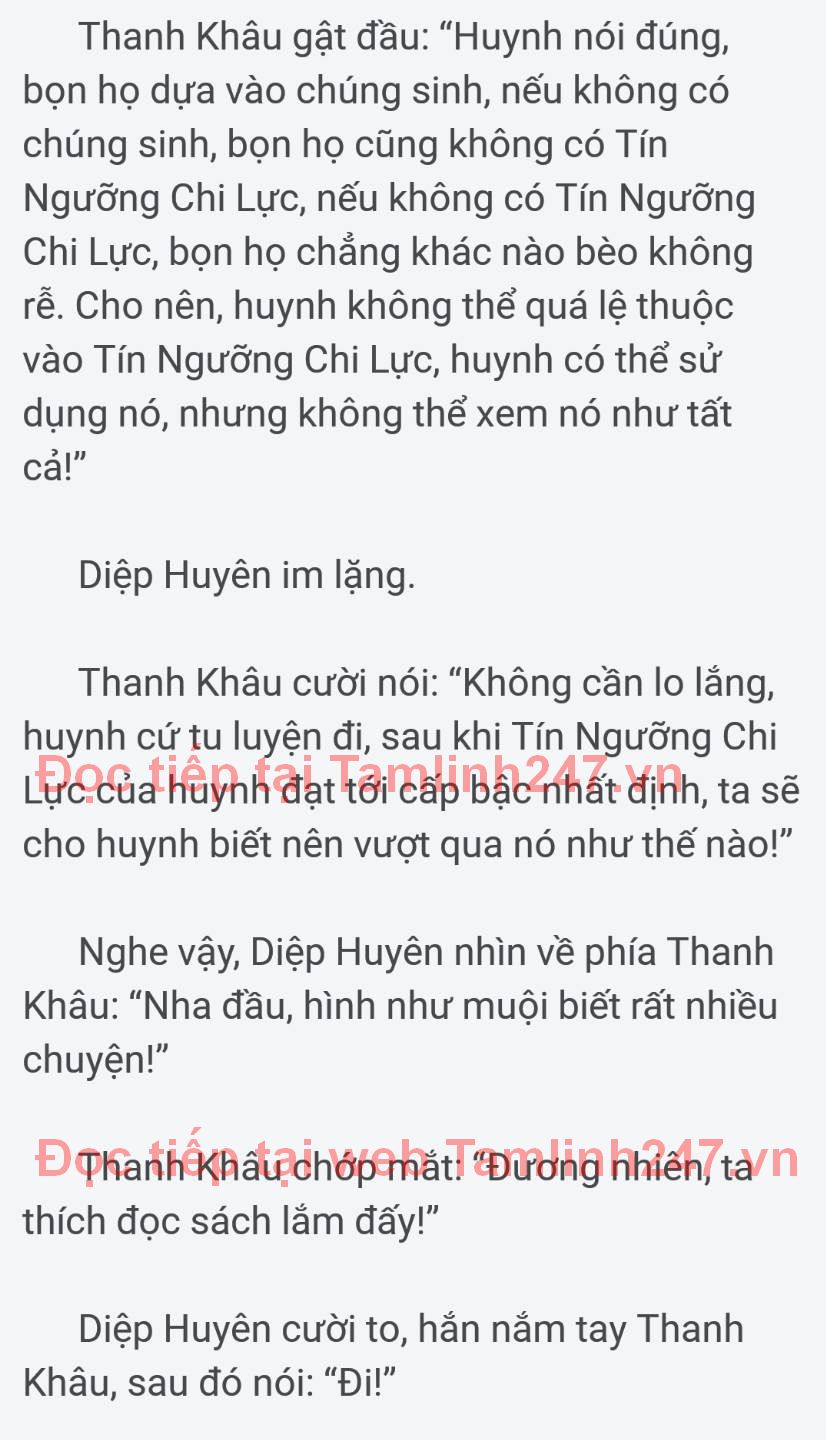 Thanh Khâu gật đầu: “Huynh nói đúng,
bọn họ dựa vào chúng sinh, nếu không có
chúng sinh, bọn họ cũng không có Tín
Ngưỡng Chi Lực, nếu không có Tín Ngưỡng
Chi Lực, bọn họ chẳng khác nào bèo không
rễ. Cho nên, huynh không thể quá lệ thuộc
vào Tín Ngưỡng Chi Lực, huynh có thể sử
dụng nó, nhưng không thể xem nó như tất
cả!”
Diệp Huyên im lặng.
Thanh Khâu cười nói: “Không cần lo lắng,
huynh cứ tu luyện đi, sau khi Tín Ngưỡng Chi
Đọc tiếp tại Tamlinh247.vn
Lực của huynh đạt tới cấp bậc nhất định, ta sẽ
cho huynh biết nên vượt qua nó như thế nào!”
Nghe vậy, Diệp Huyên nhìn về phía Thanh
Khâu: “Nha đầu, hình như muội biết rất nhiều
chuyện!”
Đọc tiếp tại web Tamlinh247.vn
Thanh Khâu chớp mắt: “Đương nhiên, ta
thích đọc sách lắm đấy!”
Diệp Huyên cười to, hắn nắm tay Thanh
Khâu, sau đó nói: “Đi!”